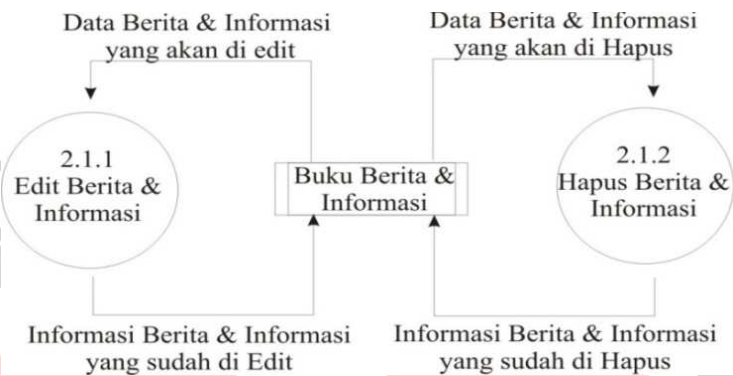 Data Berita & Informasi
yang akan di edit
Data Berita & Informasi
yang akan di Hapus
2.1.1
Edit Berita &
Informasi
Buku Berita &
Informasi
2.1.2
Hapus Berita &
Informasi
Informasi Berita & Informasi
yang sudah di Edit
Informasi Berita & Informasi
yang sudah di Hapus